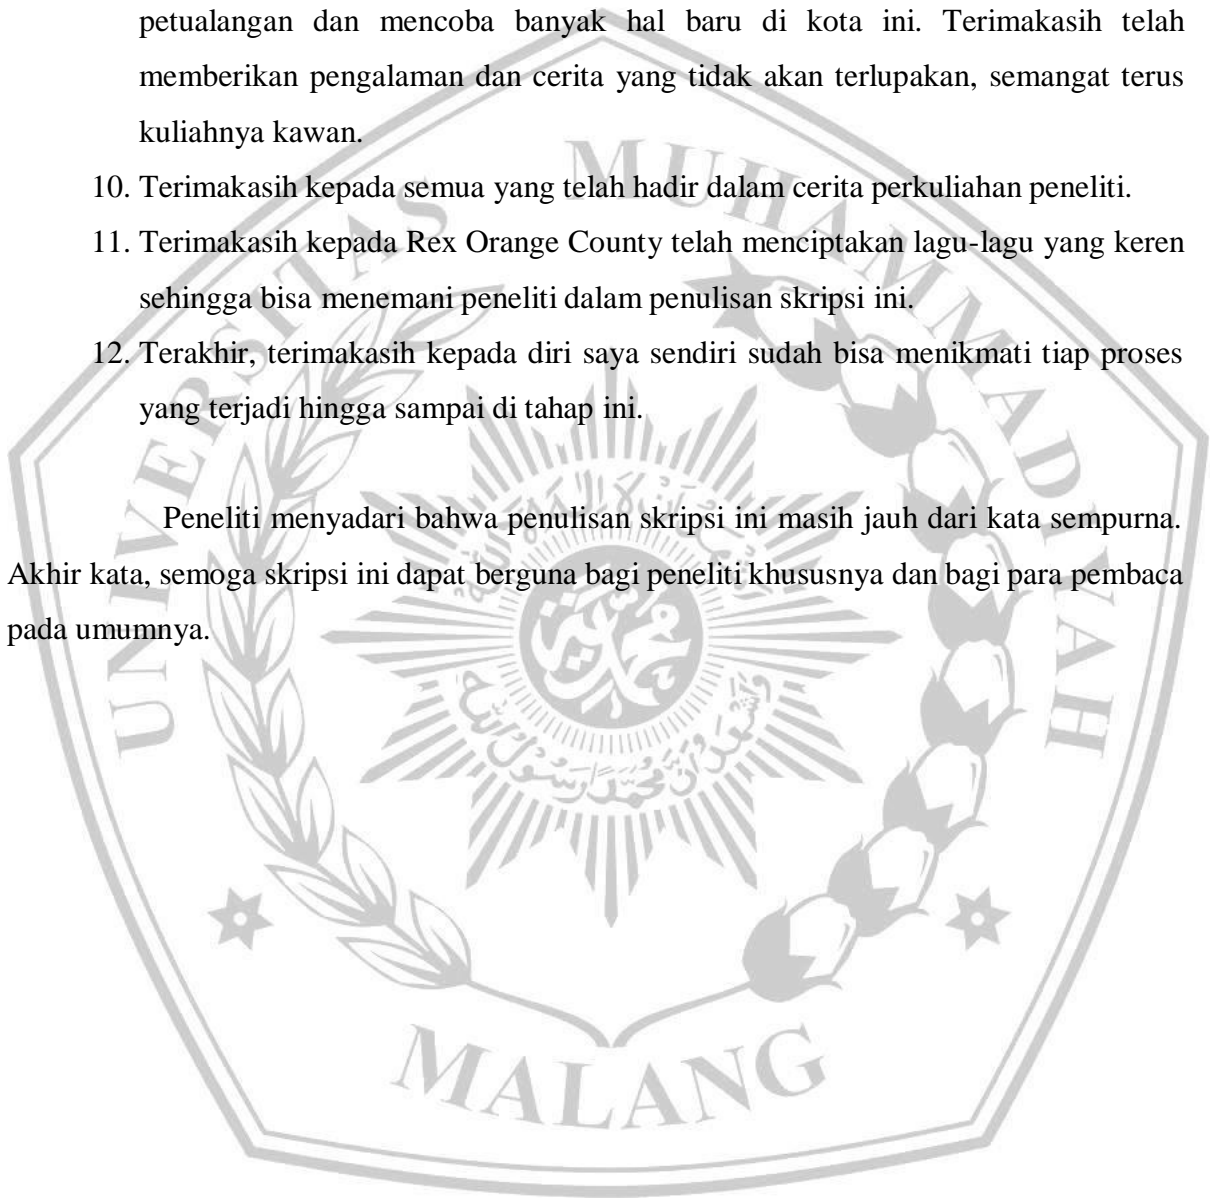 petualangan dan mencoba banyak hal baru di kota ini. Terimakasih telah
memberikan pengalaman dan cerita yang tidak akan terlupakan, semangat terus
kuliahnya kawan.
10. Terimakasih kepada semua yang telah hadir dalam cerita perkuliahan peneliti.
11. Terimakasih kepada Rex Orange County telah menciptakan lagu-lagu yang keren
sehingga bisa menemani peneliti dalam penulisan skripsi ini.
12. Terakhir, terimakasih kepada diri saya sendiri sudah bisa menikmati tiap proses
yang terjadi hingga sampai di tahap ini.
Peneliti menyadari bahwa penulisan skripsi ini masih jauh dari kata sempurna.
Akhir kata, semoga skripsi ini dapat berguna bagi peneliti khususnya dan bagi para pembaca
pada umumnya.
UNIVERSITAS MUHAMMADIYAH
MALANG